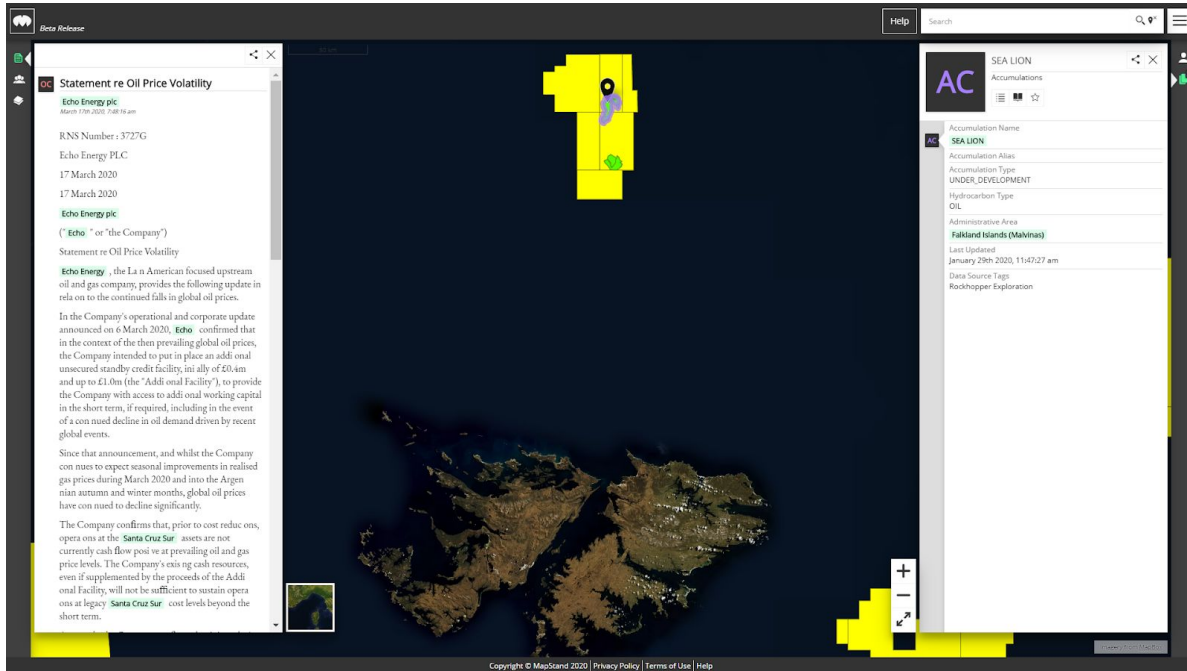 Beta Release
Help
Search
Statement re Oil Price Volatility
Echo Energy plc
March 17th 2020, 7:48:16 am
RNS Number : 3727G
Echo Energy PLC
17 March 2020
17 March 2020
Echo Energy plc
(" Echo " or "the Company")
Statement re Oil Price Volatility
Echo Energy , the La n American focused upstream
oil and gas company, provides the following update in
rela on to the continued falls in global oil prices.
In the Company's operational and corporate update
announced on 6 March 2020, Echo confirmed that
in the context of the then prevailing global oil prices,
the Company intended to put in place an addi onal
unsecured standby credit facility, ini ally of £0.4m
and up to £1.0m (the "Addi onal Facility"), to provide
the Company with access to addi onal working capital
in the short term, if required, including in the event
of a con nued decline in oil demand driven by recent
global events.
Since that announcement, and whilst the Company
con nues to expect seasonal improvements in realised
gas prices during March 2020 and into the Argen
nian autumn and winter months, global oil prices
have con nued to decline significantly.
The Company confirms that, prior to cost reduc ons,
opera ons at the Santa Cruz Sur assets are not
currently cash flow posi ve at prevailing oil and gas
price levels. The Company's exis ng cash resources,
even if supplemented by the proceeds of the Addi
onal Facility, will not be sufficient to sustain opera
ons at legacy Santa Cruz Sur cost levels beyond the
short term.
OC
AC
SEA LION
Accumulations
AC
Accumulation Name
SEA LION
Accumulation Alias
Accumulation Type
UNDER_DEVELOPMENT
Hydrocarbon Type
OIL
Administrative Area
Falkland Islands (Malvinas)
Last Updated
January 29th 2020, 11:47:27 am
Data Source Tags
Rockhopper Exploration
Copyright © MapStand 2020 | Privacy Policy | Terms of Use | Help